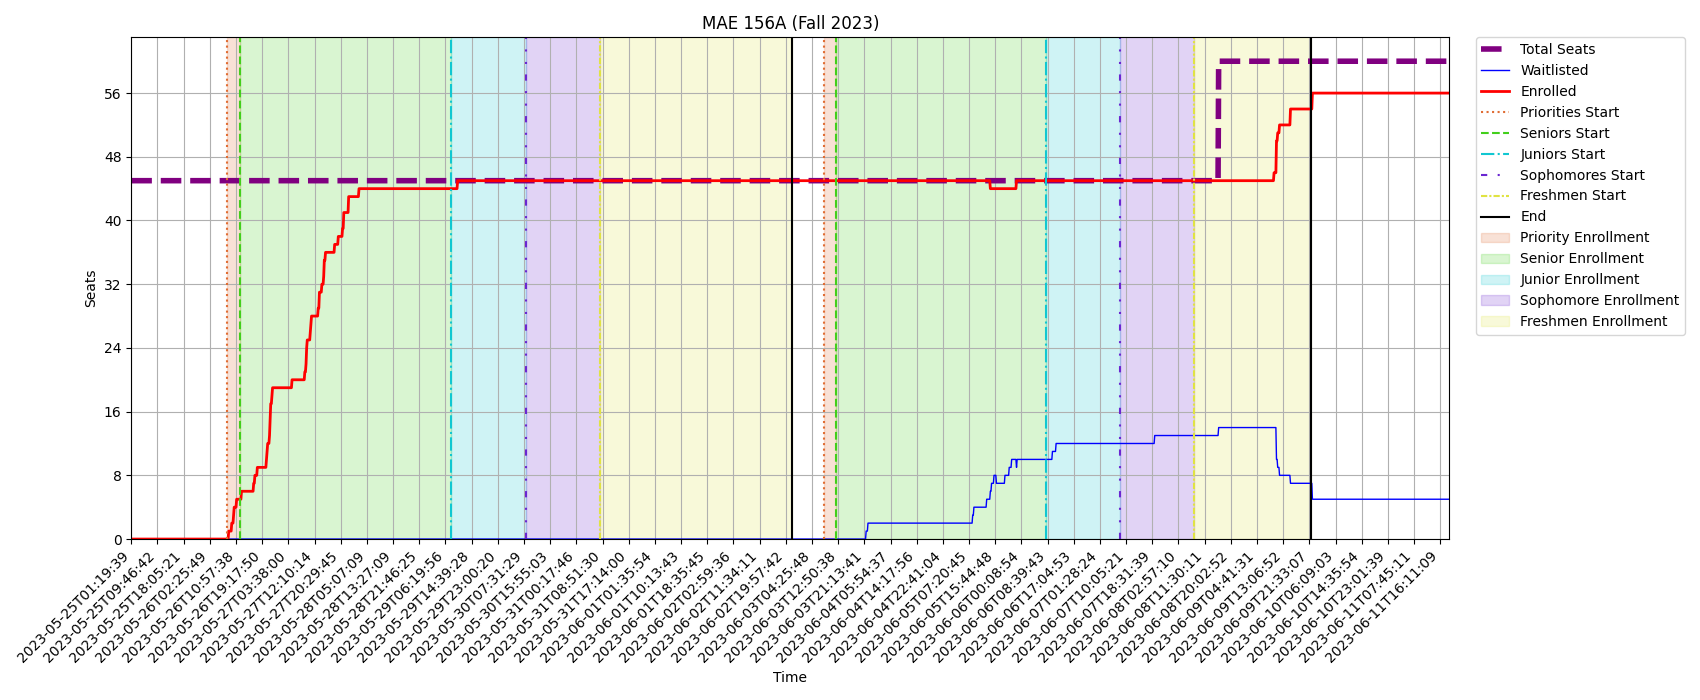 MAE 156A (Fall 2023)
Seats
56
48
40
32
24
16
8
0
2023-05-25T01:19:39
2023-05-25T09:46:42
2023-05-25T18:05:21
2023-05-26T02:25:49
2023-05-26T10:57:38
2023-05-26T19:17:50
2023-05-27T03:38:00
2023-05-27T12:10:14
2023-05-27T20:29:45
2023-05-28T05:07:09
2023-05-28T13:27:09
2023-05-28T21:46:25
2023-05-29T06:19:56
2023-05-29T14:39:28
2023-05-29T23:00:20
2023-05-30T07:31:29
2023-05-30T15:55:03
2023-05-31T00:17:46
2023-05-31T08:51:30
2023-05-31T17:14:00
2023-06-01T01:35:54
2023-06-01T10:13:43
2023-06-01T18:35:45
2023-06-02T02:59:36
2023-06-02T11:34:11
2023-06-02T19:57:42
2023-06-03T04:25:48
2023-06-03T12:50:38
2023-06-03T21:13:41
2023-06-04T05:54:37
2023-06-04T14:17:56
2023-06-04T22:41:04
2023-06-05T07:20:45
2023-06-05T15:44:48
2023-06-06T00:08:54
2023-06-06T08:39:43
2023-06-06T17:04:53
2023-06-07T01:28:24
2023-06-07T10:05:21
2023-06-07T18:31:39
2023-06-08T02:57:10
2023-06-08T11:30:11
2023-06-08T20:02:52
2023-06-09T04:41:31
2023-06-09T13:06:52
2023-06-09T21:33:07
2023-06-10T06:09:03
2023-06-10T14:35:54
2023-06-10T23:01:39
2023-06-11T07:45:11
2023-06-11T16:11:09
Time
Total Seats
Waitlisted
Enrolled
Priorities Start
Seniors Start
Juniors Start
Sophomores Start
Freshmen Start
End
Priority Enrollment
Senior Enrollment
Junior Enrollment
Sophomore Enrollment
Freshmen Enrollment